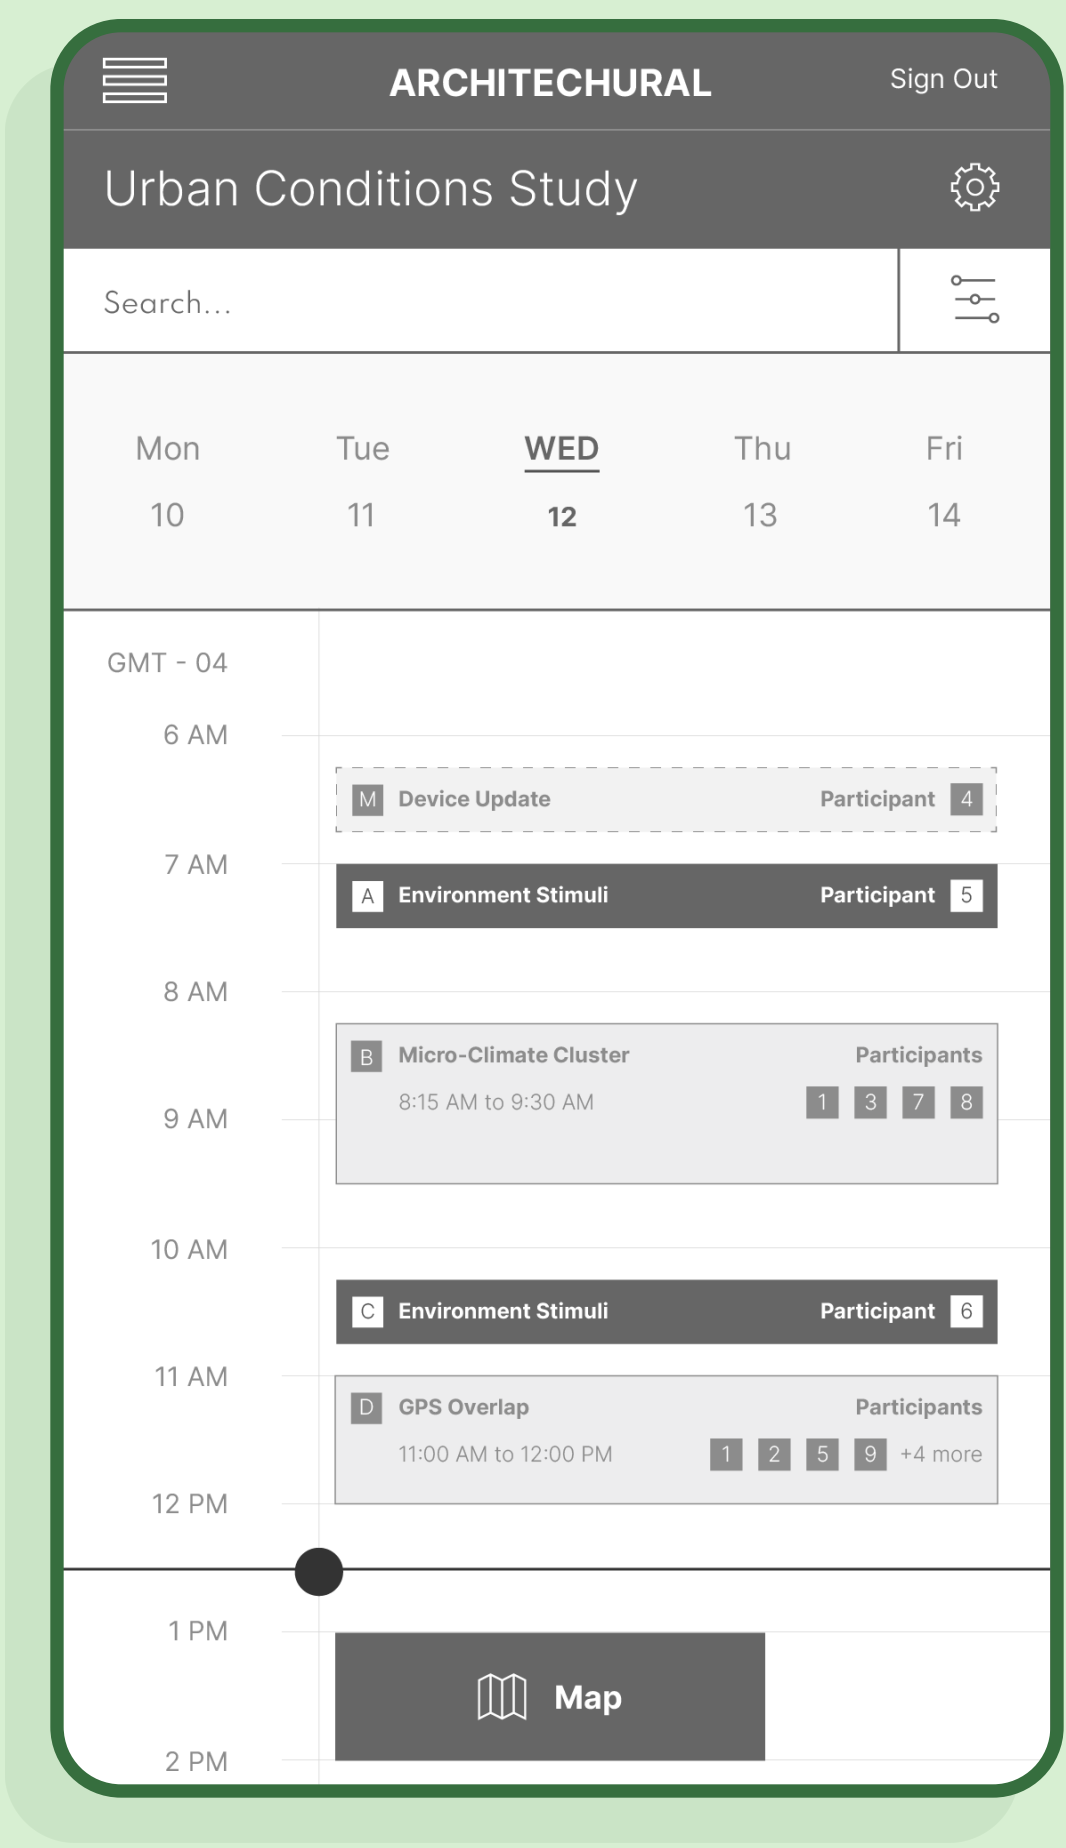 ARCHITECHURAL Sign Out
Urban Conditions Study
Search...
Mon Tue WED Thu Fri
10 11 12 13 14
GMT - 04
6 AM
M Device Update Participant 4
7 AM
A Environment Stimuli Participant 5
8 AM
B Micro-Climate Cluster Participants
8:15 AM to 9:30 AM 1 3 7 8
9 AM
10 AM
C Environment Stimuli Participant 6
11 AM
D GPS Overlap Participants
11:00 AM to 12:00 PM 1 2 5 9 +4 more
12 PM
1 PM
Map
2 PM